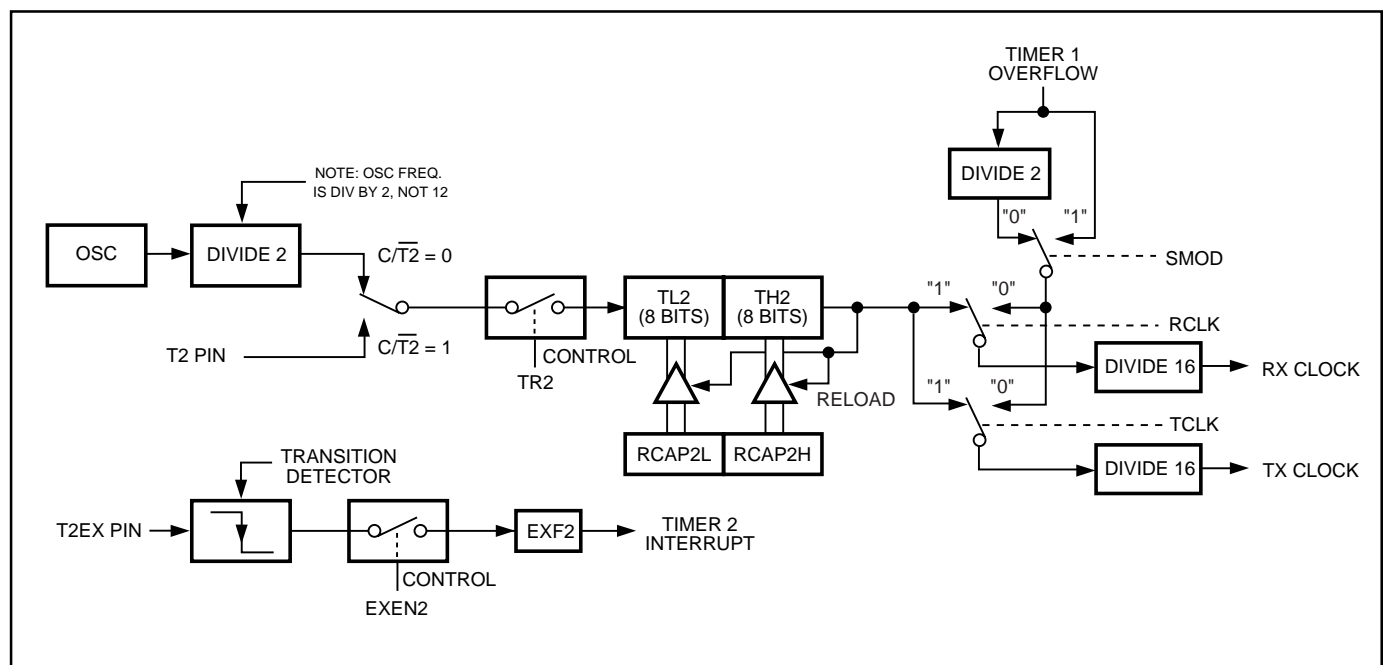 TIMER 1
OVERFLOW
NOTE: OSC FREQ.
IS DIV BY 2, NOT 12
DIVIDE 2
"0"
"1"
OSC
DIVIDE 2
C/T2 = 0
SMOD
TL2
(8 BITS)
TH2
(8 BITS)
"1"
"0"
RCLK
C/T2 = 1
T2 PIN
CONTROL
TR2
DIVIDE 16
RX CLOCK
RELOAD
"1"
"0"
TCLK
RCAP2L
RCAP2H
DIVIDE 16
TX CLOCK
TRANSITION
DETECTOR
T2EX PIN
EXF2
TIMER 2
INTERRUPT
CONTROL
EXEN2